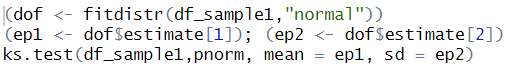 (dof <- fitdistr(df_sample1,"normal"))
(ep1 <- dof$estimate[1]); (ep2 <- dof$estimate[2])
ks.test(df_sample1,pnorm, mean = ep1, sd = ep2)